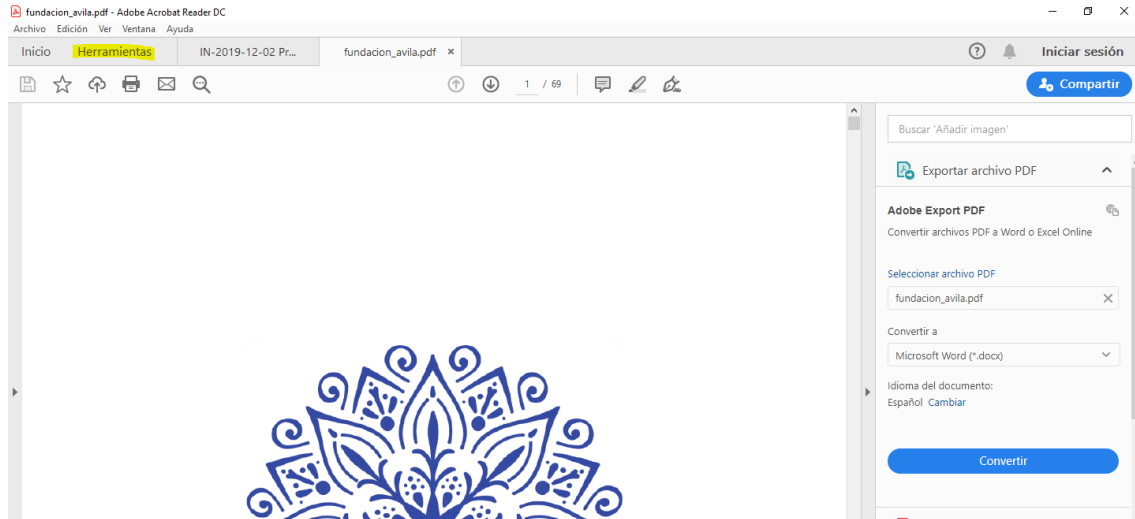 fundacion_avila.pdf - Adobe Acrobat Reader DC
Archivo Edición Ver Ventana Ayuda
Inicio Herramientas IN-2019-12-02 Pr... fundacion_avila.pdf × Iniciar sesión
1 / 69 Compartir
Buscar 'Añadir imagen'
Exportar archivo PDF
Adobe Export PDF
Convertir archivos PDF a Word o Excel Online
Seleccionar archivo PDF
fundacion_avila.pdf
Convertir a
Microsoft Word (*.docx)
Idioma del documento:
Español Cambiar
Convertir